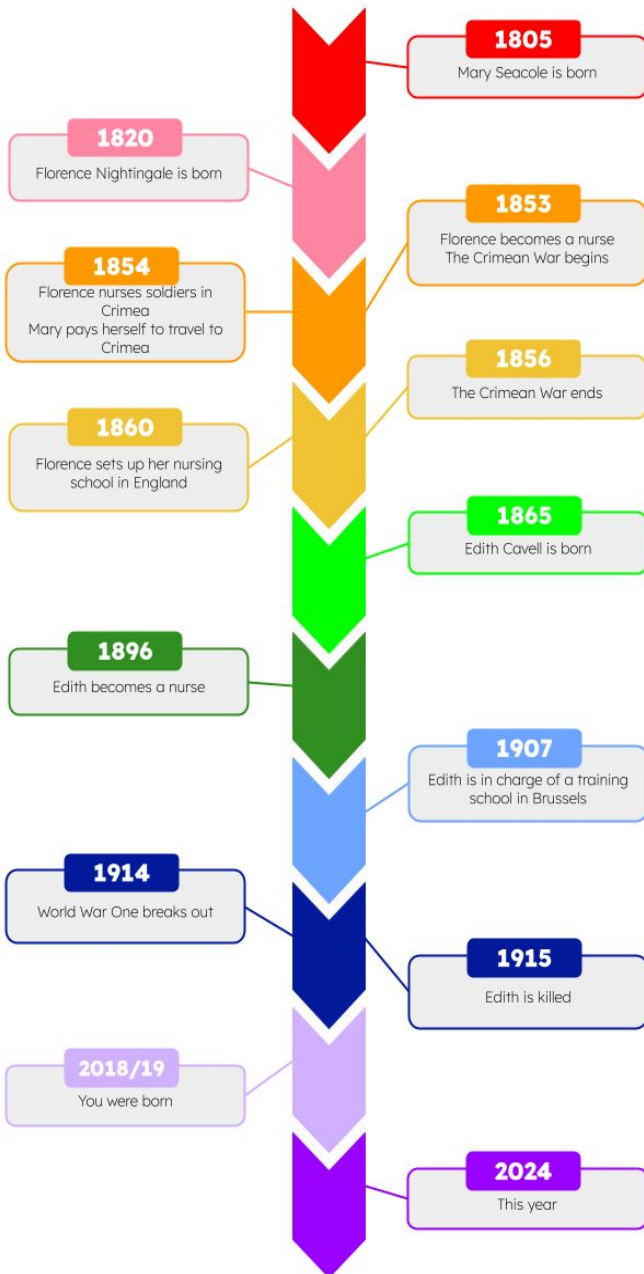 1805
Mary Seacole is born
1820
Florence Nightingale is born
1853
Florence becomes a nurse
The Crimean War begins
1854
Florence nurses soldiers in
Crimea
Mary pays herself to travel to
Crimea
1856
The Crimean War ends
1860
Florence sets up her nursing
school in England
1865
Edith Cavell is born
1896
Edith becomes a nurse
1907
Edith is in charge of a training
school in Brussels
1914
World War One breaks out
1915
Edith is killed
2018/19
You were born
2024
This year